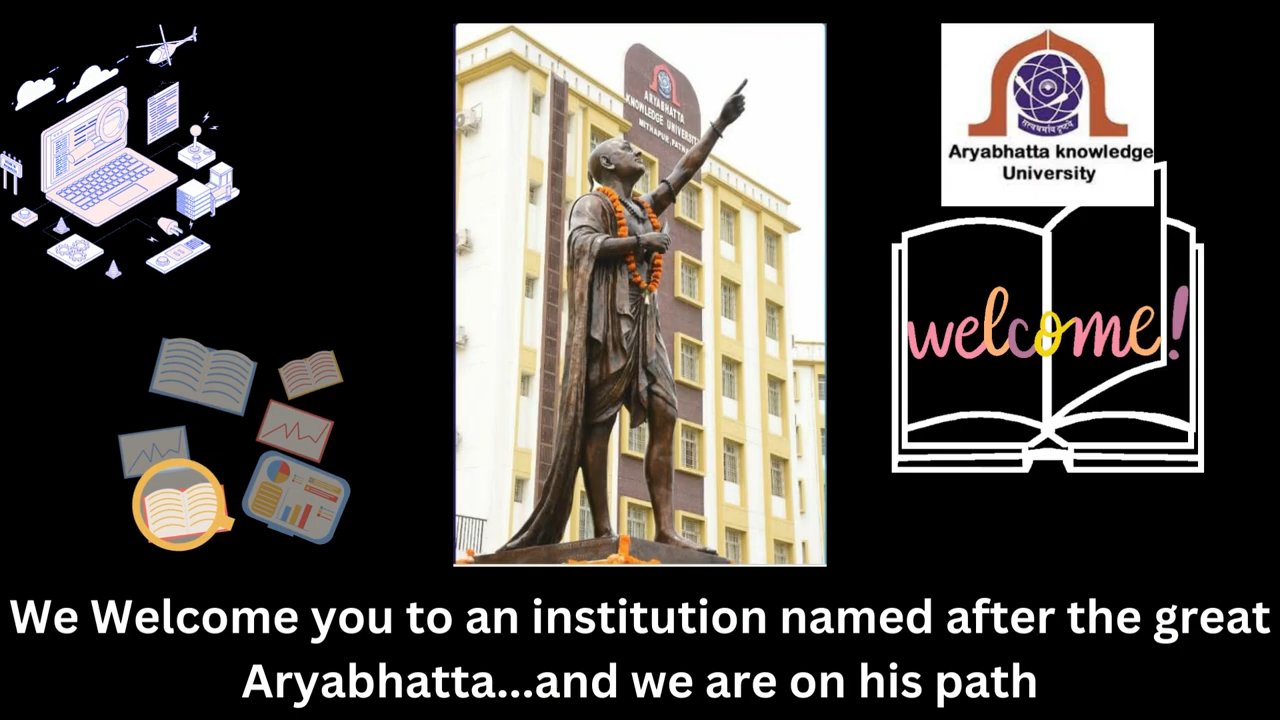 ARYABHATTA
KNOWLEDGE UNIVERSITY
MITHAPUR, PATNA
Aryabhatta knowledge
University
welcome!
We Welcome you to an institution named after the great
Aryabhatta...and we are on his path